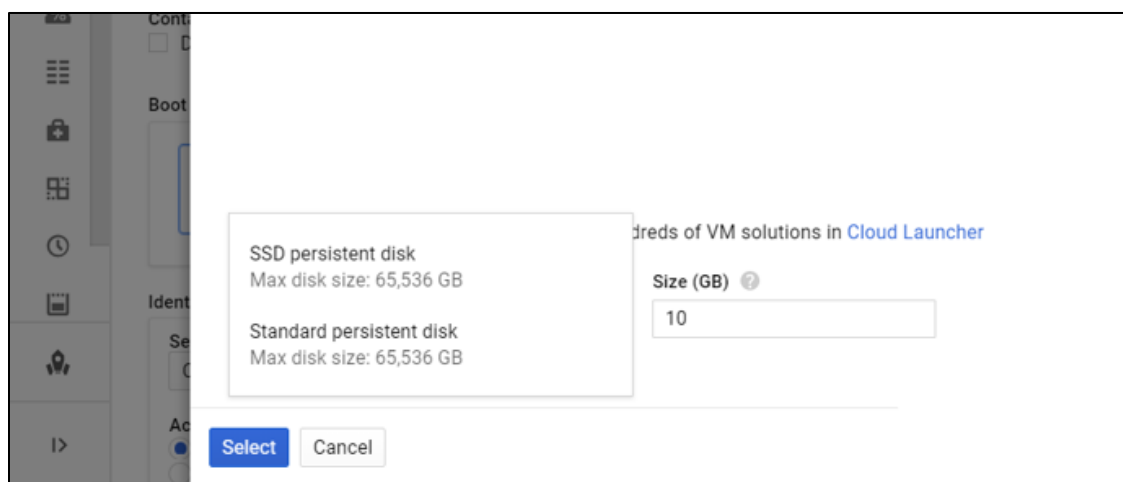 Cont
D
Boot
dreds of VM solutions in Cloud Launcher
SSD persistent disk
Max disk size: 65,536 GB
Size (GB)
10
Ident
Standard persistent disk
Max disk size: 65,536 GB
Se
Ac
Select
Cancel